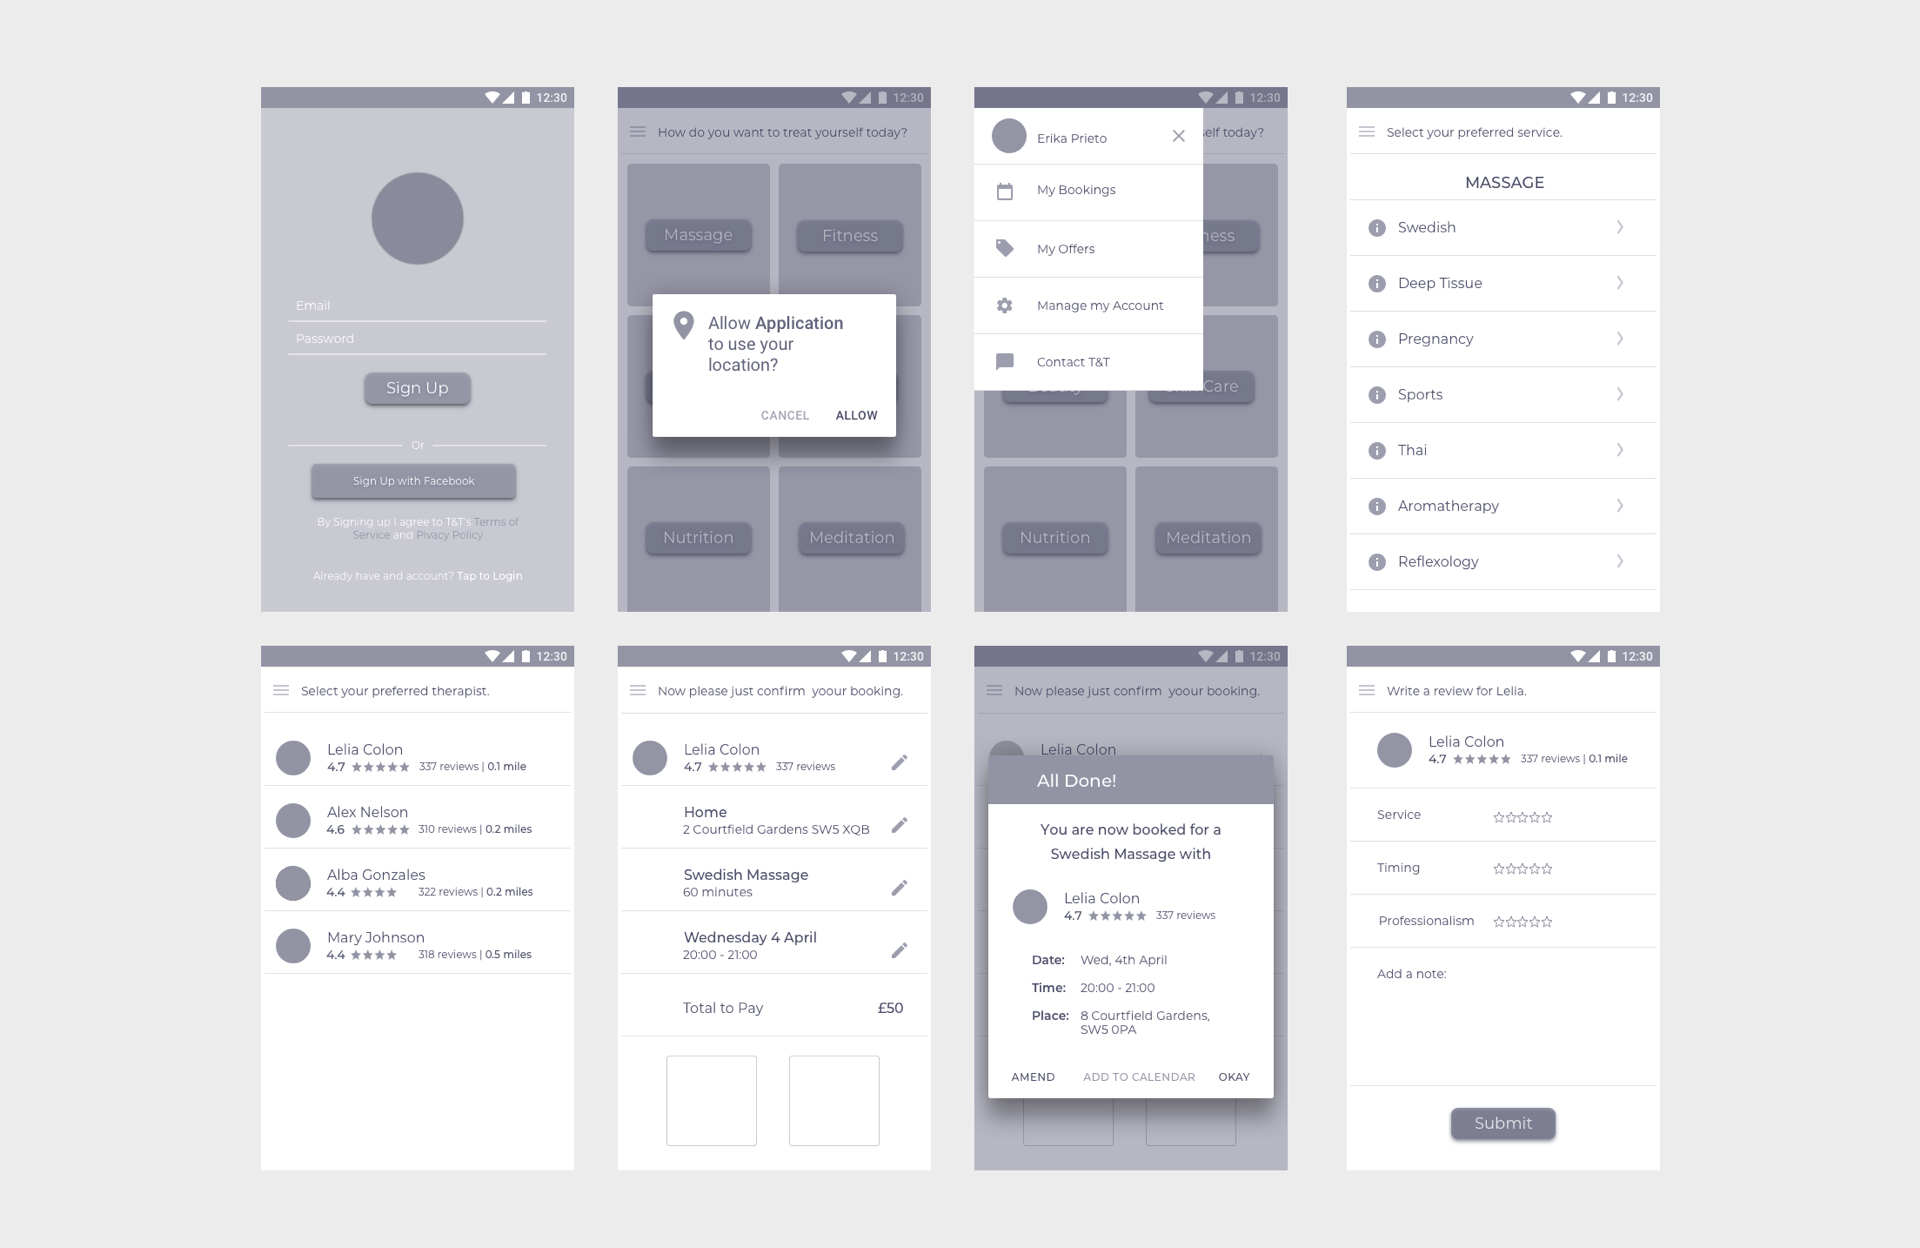 12:30
Email
Password
Sign Up
Or
Sign Up with Facebook
By Signing up I agree to T&T's Terms of
Service and Pivacy Policy
Already have and account? Tap to Login
12:30
How do you want to treat yourself today?
Massage
Fitness
Allow Application
to use your
location?
CANCEL
ALLOW
Nutrition
Meditation
12:30
Erika Prieto
self today?
My Bookings
My Offers
Manage my Account
Contact T&T
ness
Care
Nutrition
Meditation
12:30
Select your preferred service.
MASSAGE
Swedish
Deep Tissue
Pregnancy
Sports
Thai
Aromatherapy
Reflexology
12:30
Select your preferred therapist.
Lelia Colon
4.7 337 reviews | 0.1 mile
Alex Nelson
4.6 310 reviews | 0.2 miles
Alba Gonzales
4.4 322 reviews | 0.2 miles
Mary Johnson
4.4 318 reviews | 0.5 miles
12:30
Now please just confirm yoour booking.
Lelia Colon
4.7 337 reviews
Home
2 Courtfield Gardens SW5 XQB
Swedish Massage
60 minutes
Wednesday 4 April
20:00 - 21:00
Total to Pay £50
12:30
Now please just confirm yoour booking.
Lelia Colon
All Done!
You are now booked for a
Swedish Massage with
Lelia Colon
4.7 337 reviews
Date: Wed, 4th April
Time: 20:00 - 21:00
Place: 8 Courtfield Gardens,
SW5 0PA
AMEND
ADD TO CALENDAR
OKAY
12:30
Write a review for Lelia.
Lelia Colon
4.7 337 reviews | 0.1 mile
Service
Timing
Professionalism
Add a note:
Submit